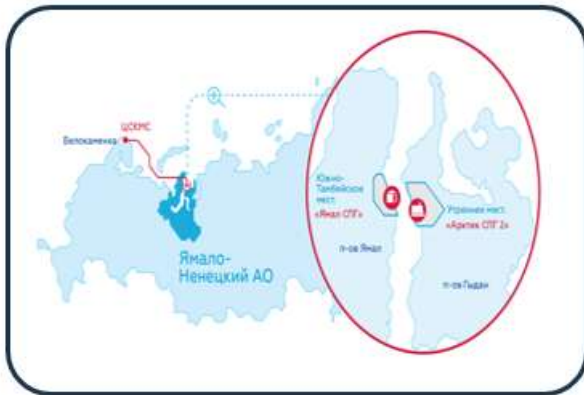 ЦСКМС
Белокаменка
Ямало-
Ненецкий АО
Южно-
Тамбейское
мест.
«Ямал СПГ»
п-ов Ямал
Утреннее мест.
«Арктик СПГ 2»
п-ов Гыдан